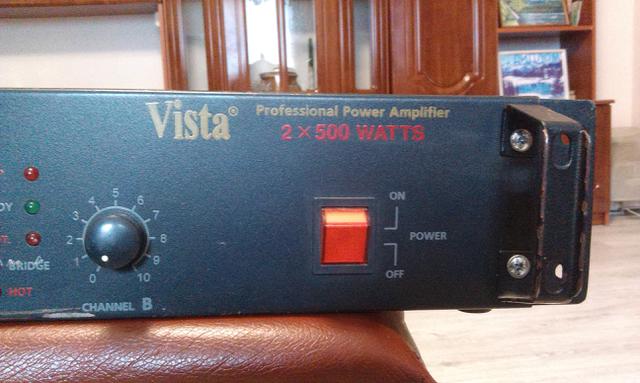 Vista®
Professional Power Amplifier
2 × 500 WATTS
ON
POWER
OFF
0 1 2 3 4 5 6 7 8 9 10
BRIDGE
HOT
CHANNEL B